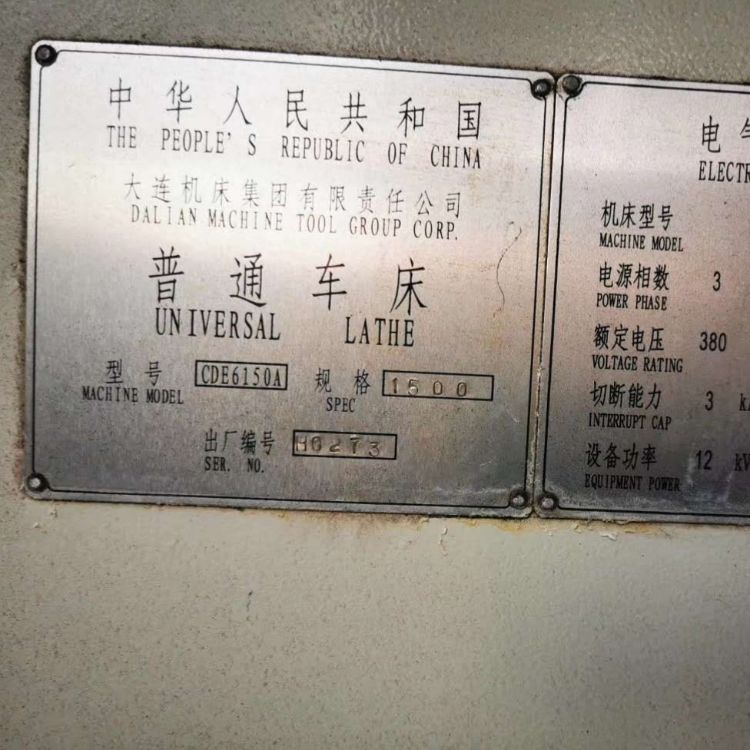 中华人民共和国
THE PEOPLE'S REPUBLIC OF CHINA
大连机床集团有限责任公司
DALIAN MACHINE TOOL GROUP CORP.
普通车床
UNIVERSAL LATHE
型号 CDE6150A 规格 1500
MACHINE MODEL SPEC
出厂编号 H6273
SER. NO.
电
机床型号
MACHINE MODEL
电源相数 3
POWER PHASE
额定电压 380
VOLTAGE RATING
切断能力 3
INTERRUPT CAP
设备功率 12
EQUIPMENT POWER